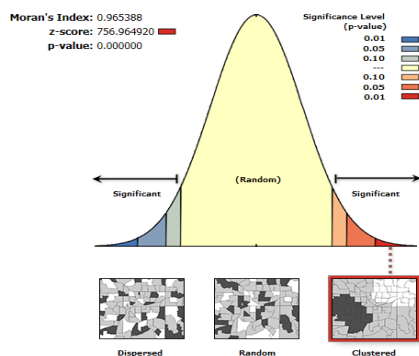 Moran's Index: 0.965388
z-score: 756.964920
p-value: 0.000000
Significance Level
(p-value)
0.01
0.05
0.10
---
0.10
0.05
0.01
Significant
(Random)
Significant
Dispersed
Random
Clustered